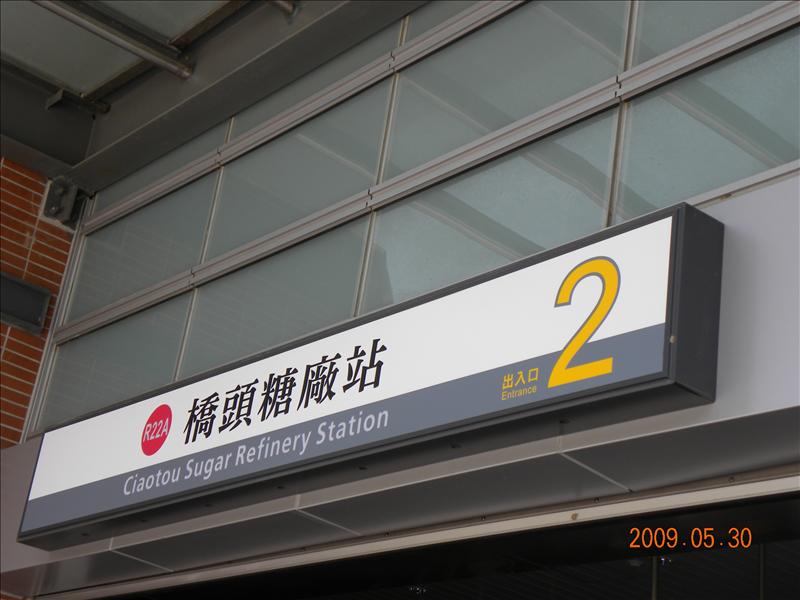 R22A 橋頭糖廠站
Ciaotou Sugar Refinery Station
出入口
Entrance
2
2009.05.30